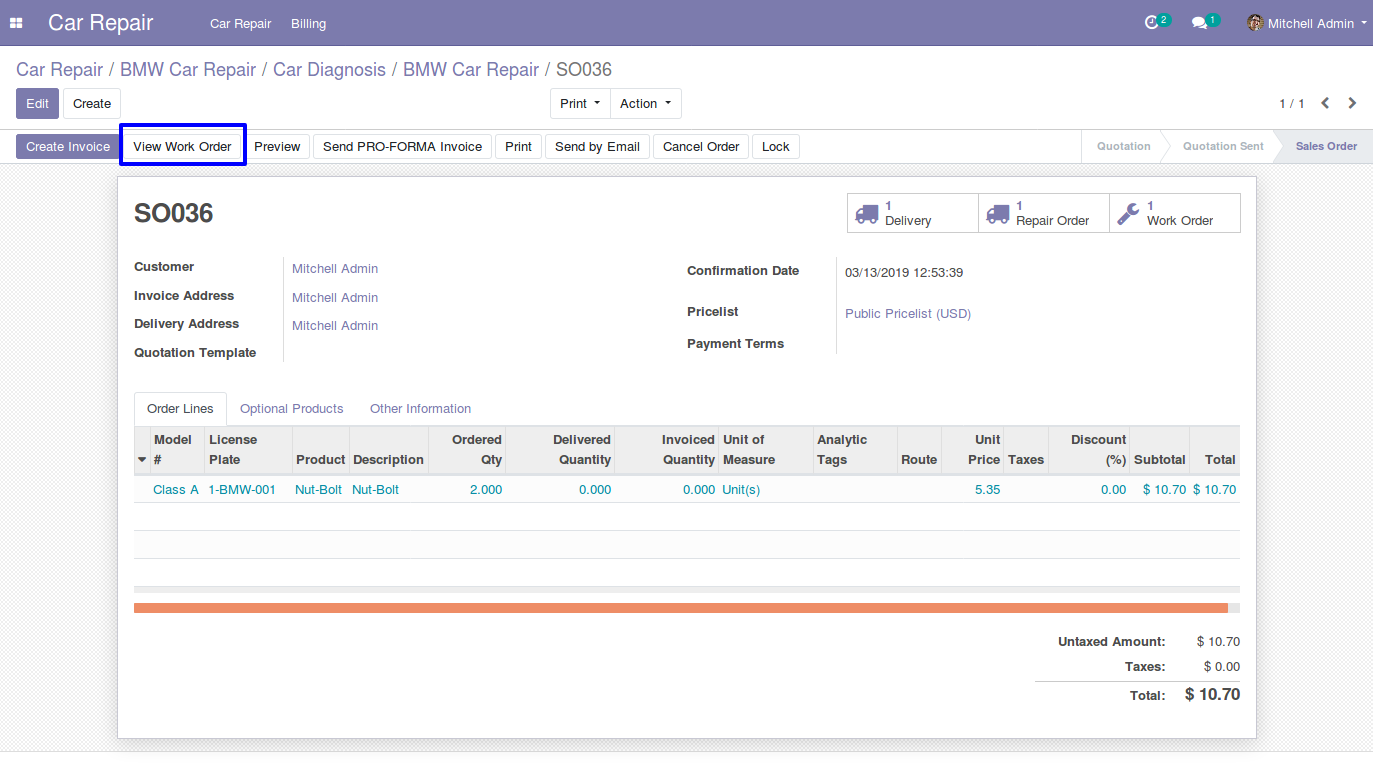 Car Repair Car Repair Billing 2 1 Mitchell Admin
Car Repair / BMW Car Repair / Car Diagnosis / BMW Car Repair / SO036
Edit Create Print Action 1 / 1
Create Invoice View Work Order Preview Send PRO-FORMA Invoice Print Send by Email Cancel Order Lock Quotation Quotation Sent Sales Order
SO036
1 Delivery
1 Repair Order
1 Work Order
Customer Mitchell Admin
Invoice Address Mitchell Admin
Delivery Address Mitchell Admin
Quotation Template
Confirmation Date 03/13/2019 12:53:39
Pricelist Public Pricelist (USD)
Payment Terms
Order Lines Optional Products Other Information
Model # License Plate Product Description Ordered Qty Delivered Quantity Invoiced Quantity Unit of Measure Analytic Tags Route Unit Price Taxes Discount (%) Subtotal Total
Class A 1-BMW-001 Nut-Bolt Nut-Bolt 2.000 0.000 0.000 Unit(s) 5.35 0.00 $ 10.70 $ 10.70
Untaxed Amount: $ 10.70
Taxes: $ 0.00
Total: $ 10.70